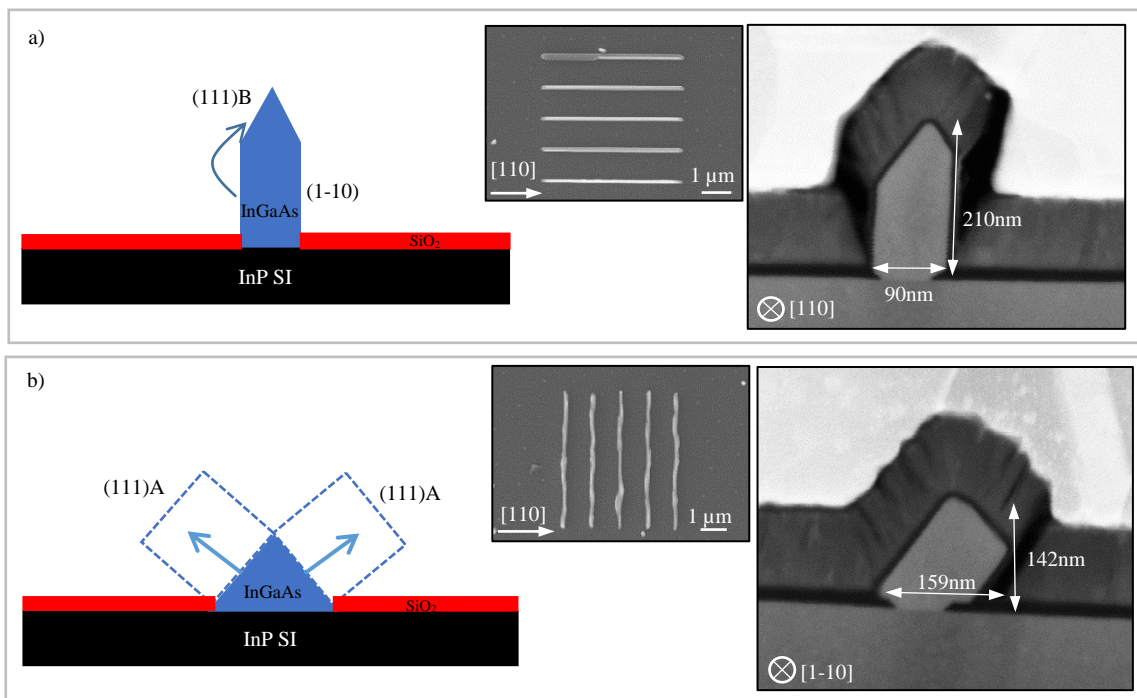 a)
(111)B
(1-10)
InGaAs
SiO₂
InP SI
[110]
1 µm
210nm
90nm
[110]
b)
(111)A
(111)A
InGaAs
SiO₂
InP SI
[110]
1 µm
142nm
159nm
[1-10]